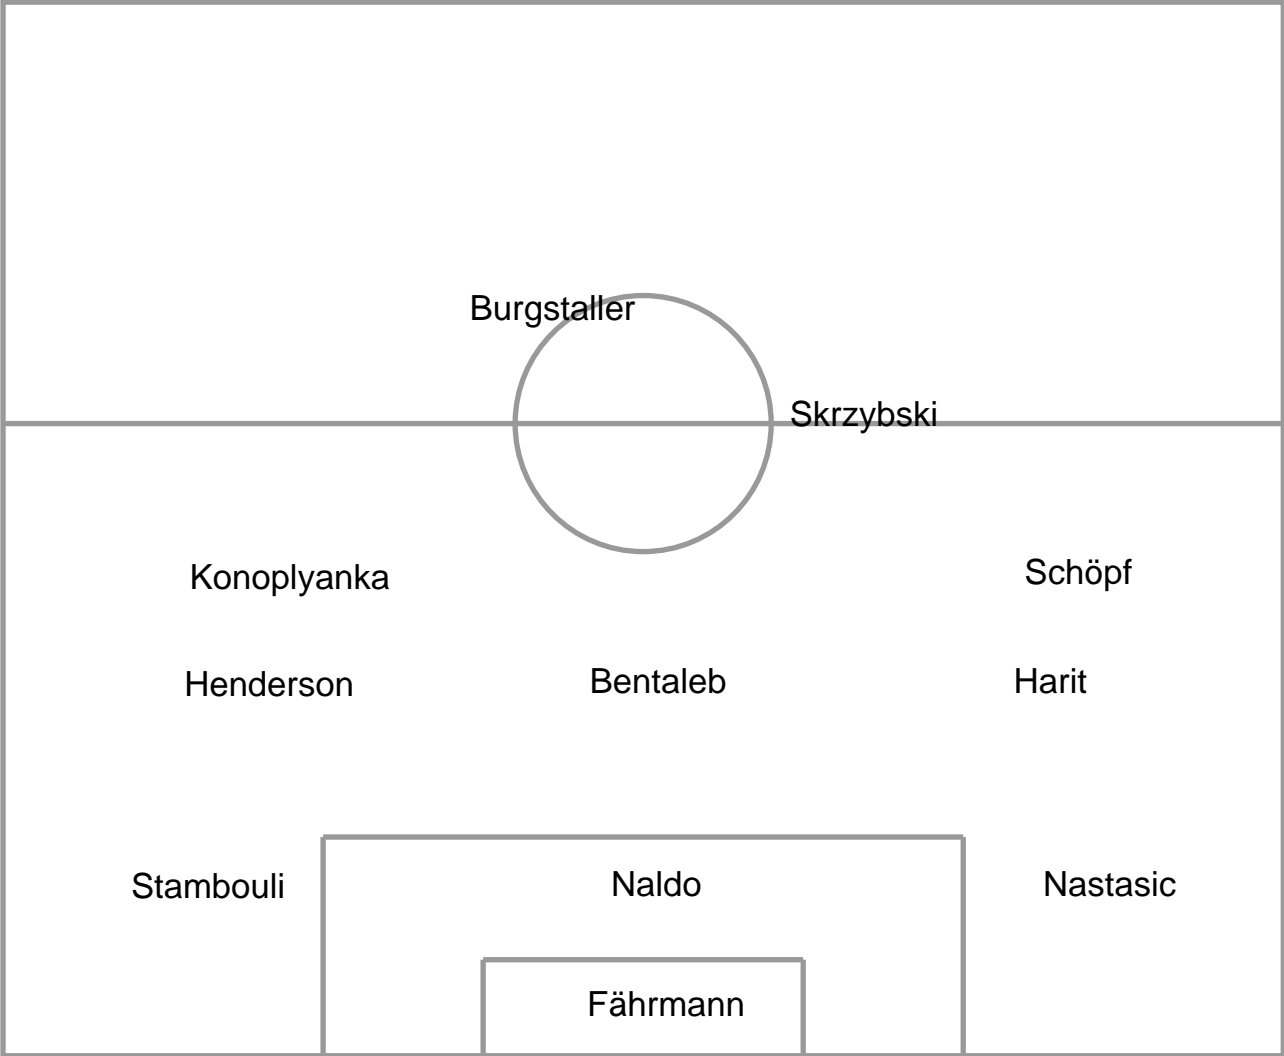 Burgstaller
Skrzybski
Konoplyanka
Schöpf
Henderson
Bentaleb
Harit
Stambouli
Naldo
Nastasic
Fährmann